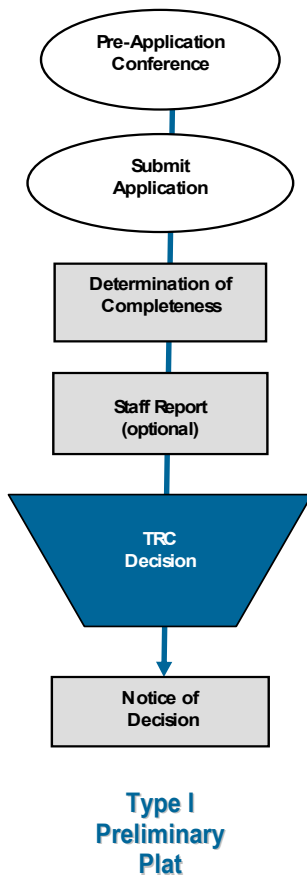 Pre-Application
Conference
Submit
Application
Determination of
Completeness
Staff Report
(optional)
TRC
Decision
Notice of
Decision
Type I
Preliminary
Plat